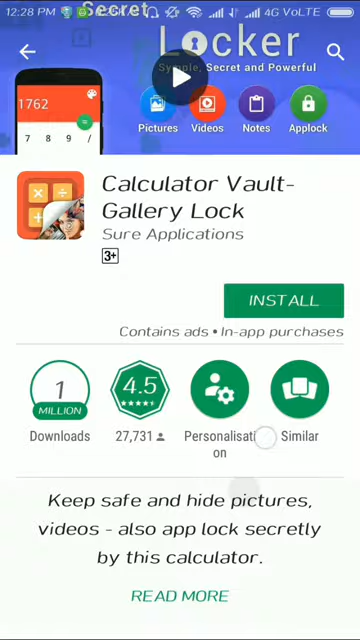 12:28 PM
4G VoLTE
Secret
Locker
Symple, Secret and Powerful
1762
7 8 9 /
Pictures Videos Notes Applock
Calculator Vault-
Gallery Lock
Sure Applications
3+
INSTALL
Contains ads • In-app purchases
1
MILLION
4.5
Downloads 27,731 Personalisati Similar
on
Keep safe and hide pictures,
videos - also app lock secretly
by this calculator.
READ MORE